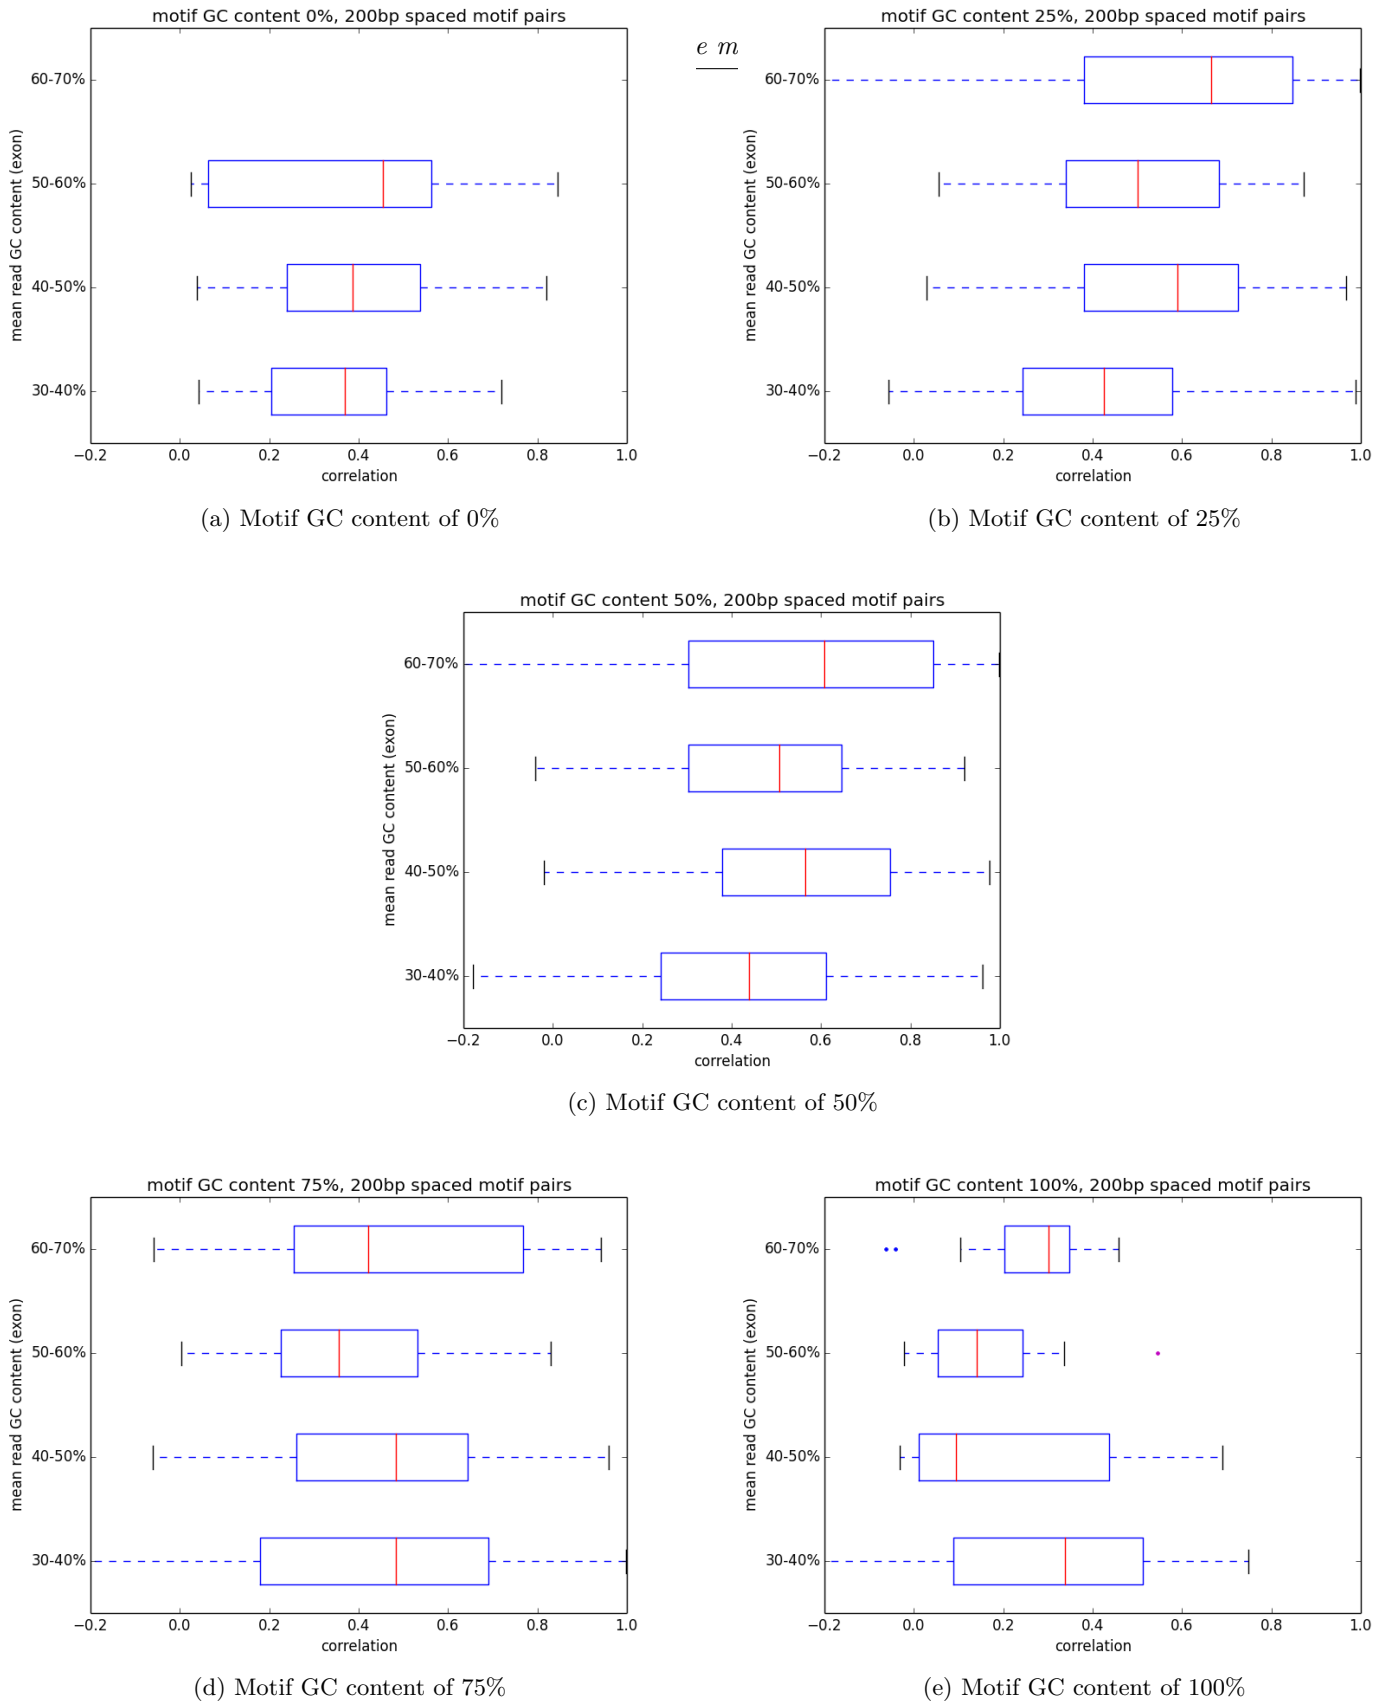 motif GC content 0%, 200bp spaced motif pairs
60-70%
50-60%
40-50%
30-40%
mean read GC content (exon)
−0.2 0.0 0.2 0.4 0.6 0.8 1.0
correlation
(a) Motif GC content of 0%
e m
motif GC content 25%, 200bp spaced motif pairs
60-70%
50-60%
40-50%
30-40%
mean read GC content (exon)
−0.2 0.0 0.2 0.4 0.6 0.8 1.0
correlation
(b) Motif GC content of 25%
motif GC content 50%, 200bp spaced motif pairs
60-70%
50-60%
40-50%
30-40%
mean read GC content (exon)
−0.2 0.0 0.2 0.4 0.6 0.8 1.0
correlation
(c) Motif GC content of 50%
motif GC content 75%, 200bp spaced motif pairs
60-70%
50-60%
40-50%
30-40%
mean read GC content (exon)
−0.2 0.0 0.2 0.4 0.6 0.8 1.0
correlation
(d) Motif GC content of 75%
motif GC content 100%, 200bp spaced motif pairs
60-70%
50-60%
40-50%
30-40%
mean read GC content (exon)
−0.2 0.0 0.2 0.4 0.6 0.8 1.0
correlation
(e) Motif GC content of 100%